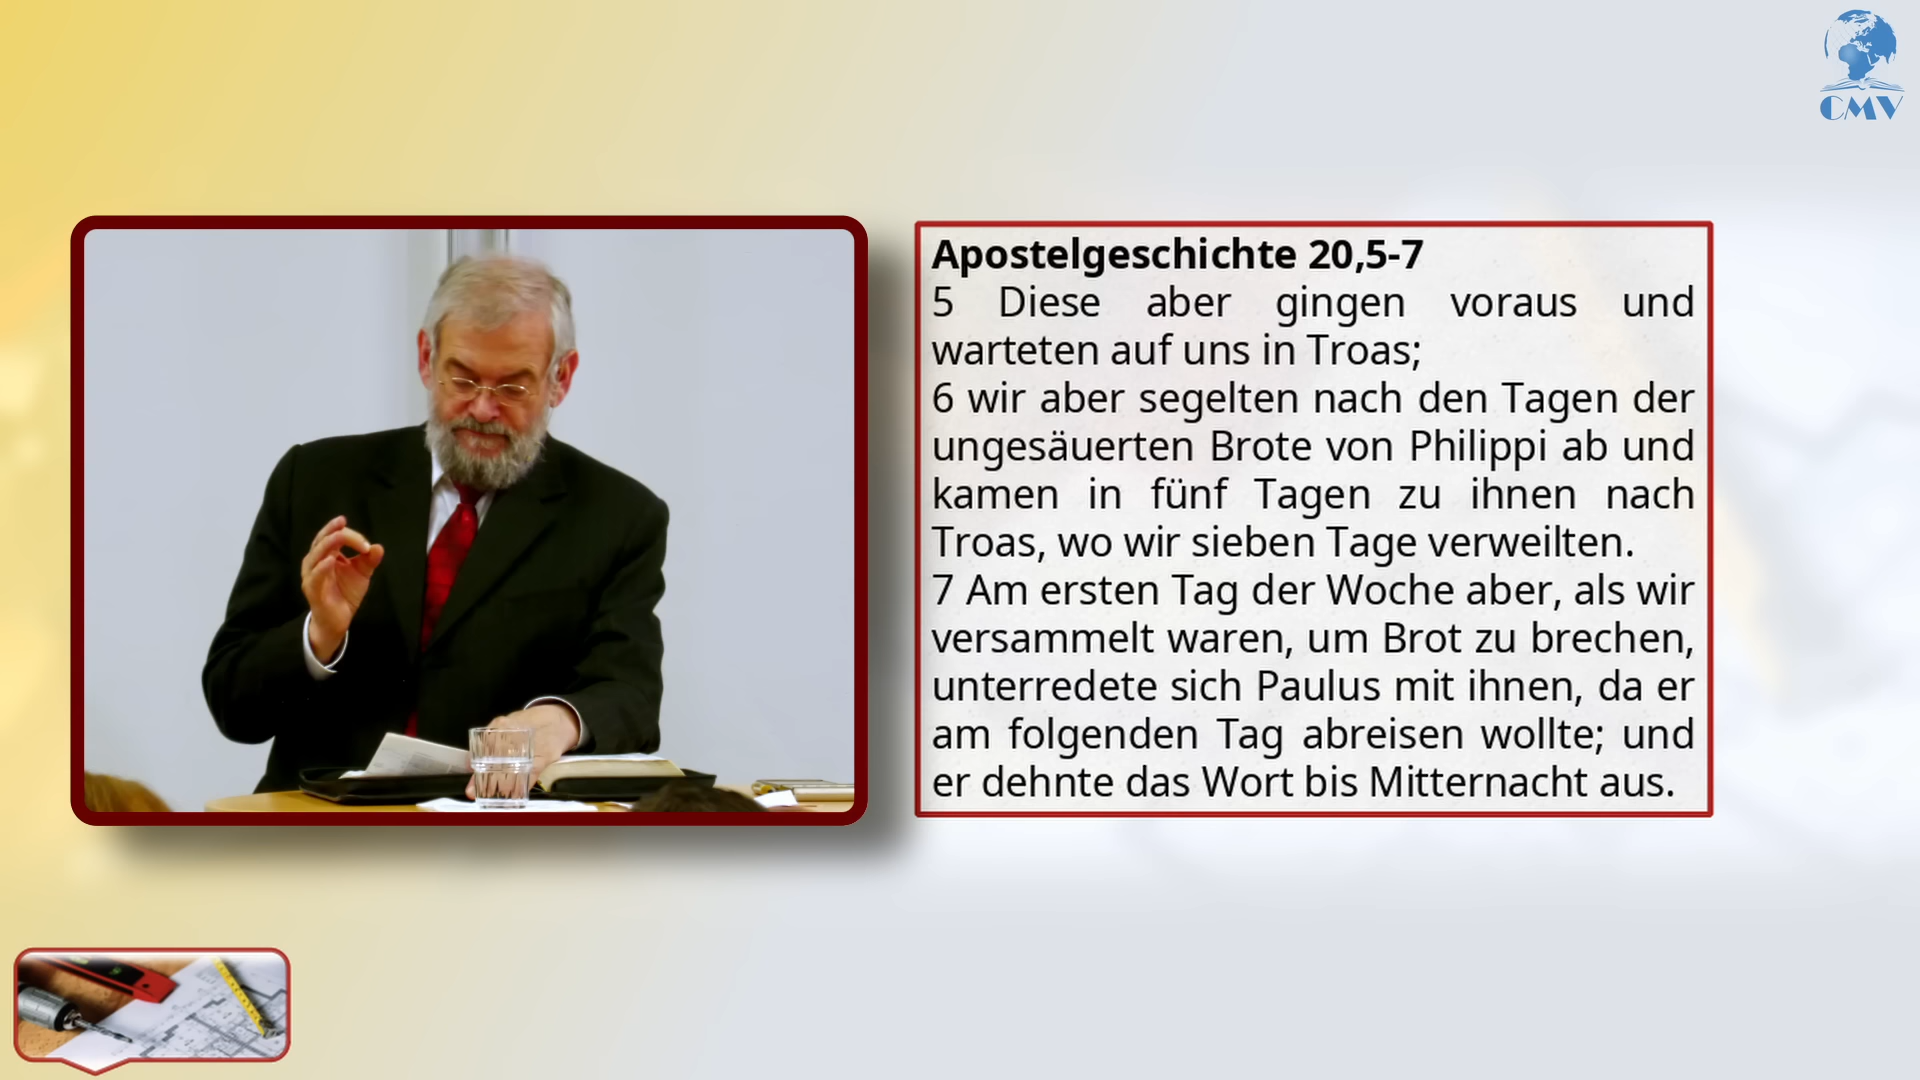 CMV
Apostelgeschichte 20,5-7
5 Diese aber gingen voraus und
warteten auf uns in Troas;
6 wir aber segelten nach den Tagen der
ungesäuerten Brote von Philippi ab und
kamen in fünf Tagen zu ihnen nach
Troas, wo wir sieben Tage verweilten.
7 Am ersten Tag der Woche aber, als wir
versammelt waren, um Brot zu brechen,
unterredete sich Paulus mit ihnen, da er
am folgenden Tag abreisen wollte; und
er dehnte das Wort bis Mitternacht aus.